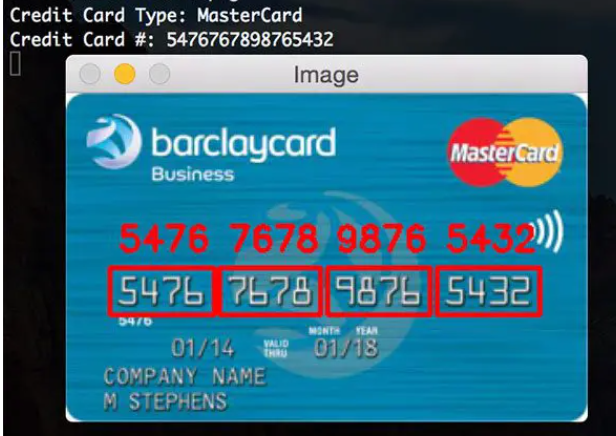 Credit Card Type: MasterCard
Credit Card #: 5476767898765432
Image
barclaycard
Business
MasterCard
5476 7678 9876 5432
5476 7678 9876 5432
5476
MONTH YEAR
01/14 VALID THRU 01/18
COMPANY NAME
M STEPHENS